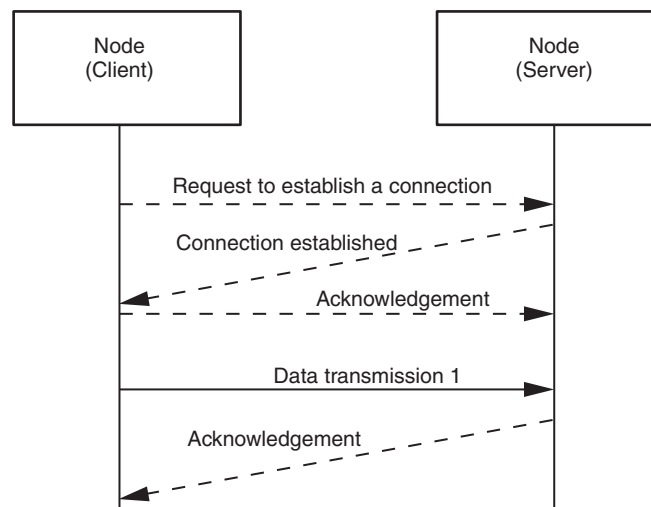 Node
(Client)
Node
(Server)
Request to establish a connection
Connection established
Acknowledgement
Data transmission 1
Acknowledgement